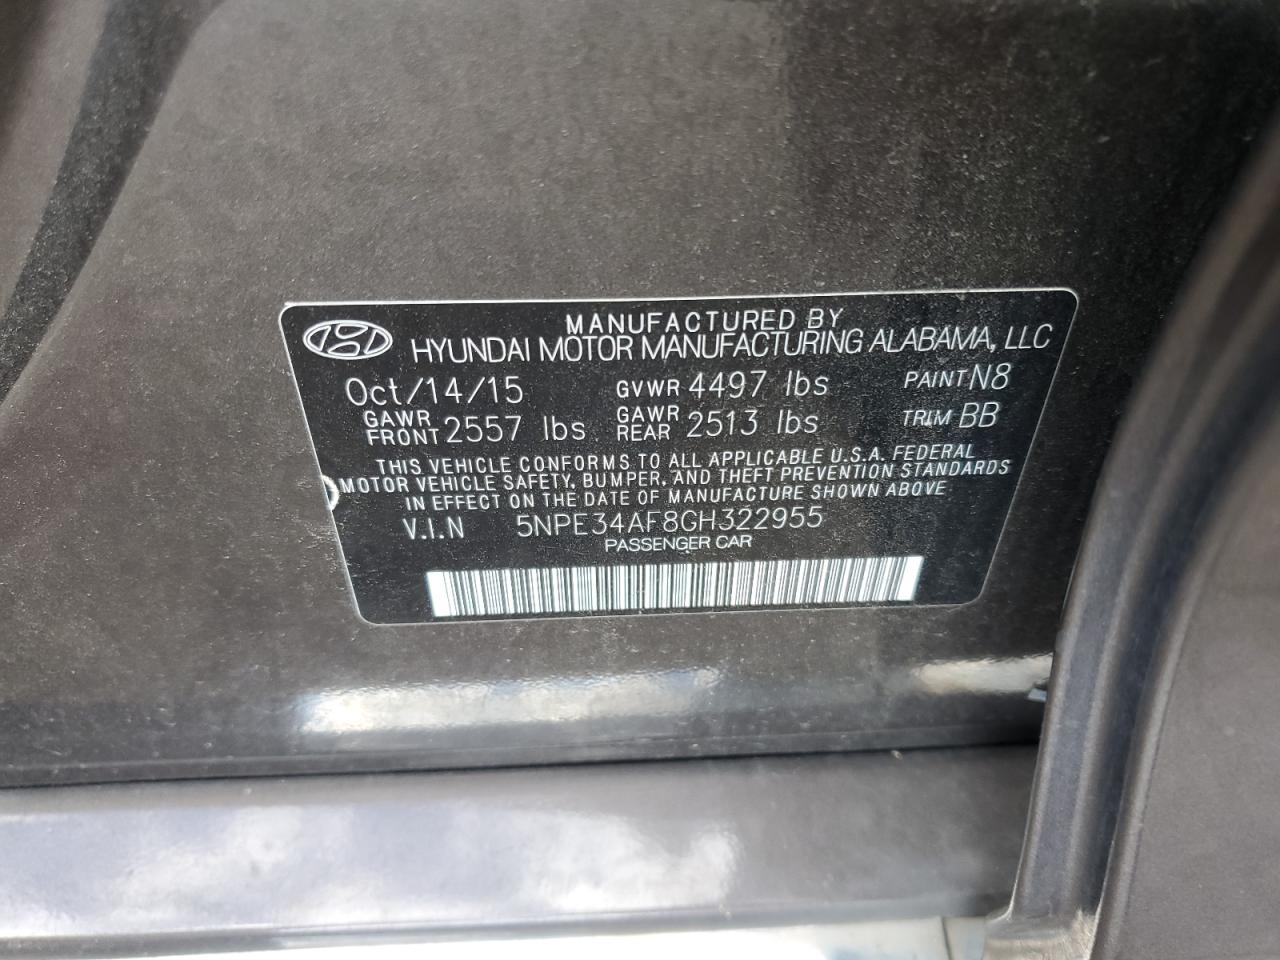 MANUFACTURED BY
HYUNDAI MOTOR MANUFACTURING ALABAMA, LLC
Oct/14/15 GVWR 4497 lbs PAINT N8
GAWR FRONT 2557 lbs GAWR REAR 2513 lbs TRIM BB
THIS VEHICLE CONFORMS TO ALL APPLICABLE U.S.A. FEDERAL
MOTOR VEHICLE SAFETY, BUMPER, AND THEFT PREVENTION STANDARDS
IN EFFECT ON THE DATE OF MANUFACTURE SHOWN ABOVE
V.I.N 5NPE34AF8GH322955
PASSENGER CAR